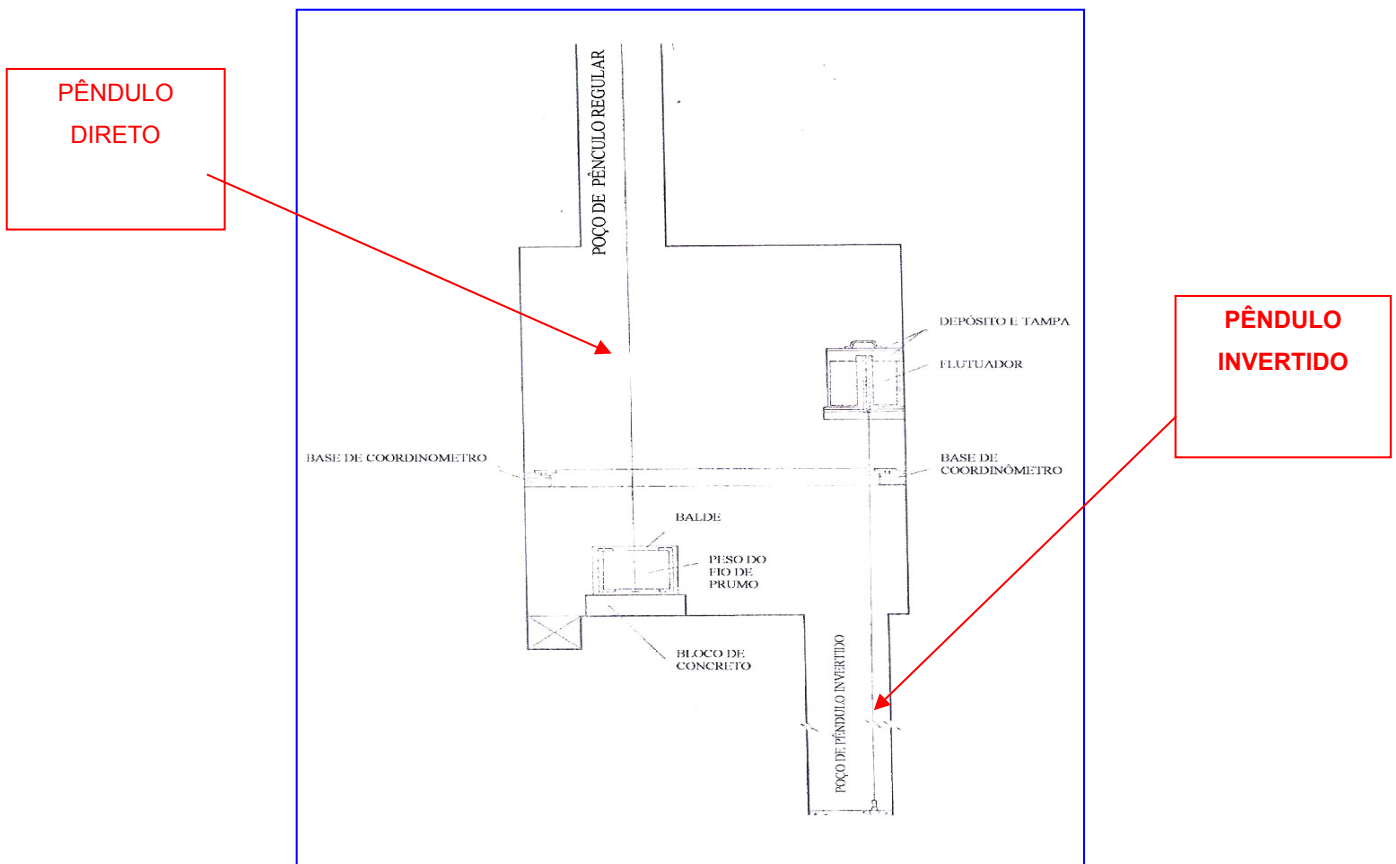 PÊNDULO
DIRETO
POÇO DE PÊNCULO REGULAR
DEPÓSITO E TAMPA
FLUTUADOR
PÊNDULO
INVERTIDO
BASE DE COORDINOMETRO
BASE DE
COORDINÔMETRO
BALDE
PESO DO
FIO DE
PRUMO
BLOCO DE
CONCRETO
POÇO DE PÊNDULO INVERTIDO